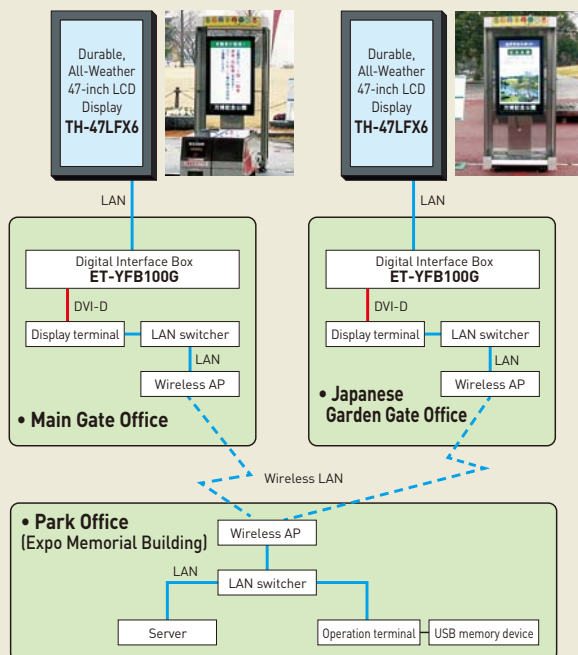 Durable,
All-Weather
47-inch LCD
Display
TH-47LFX6
Durable,
All-Weather
47-inch LCD
Display
TH-47LFX6
LAN
LAN
Digital Interface Box
ET-YFB100G
DVI-D
Display terminal
LAN switcher
LAN
Wireless AP
• Main Gate Office
Digital Interface Box
ET-YFB100G
DVI-D
Display terminal
LAN switcher
LAN
Wireless AP
• Japanese
Garden Gate Office
Wireless LAN
• Park Office
(Expo Memorial Building)
Wireless AP
LAN
LAN switcher
Server
Operation terminal
USB memory device